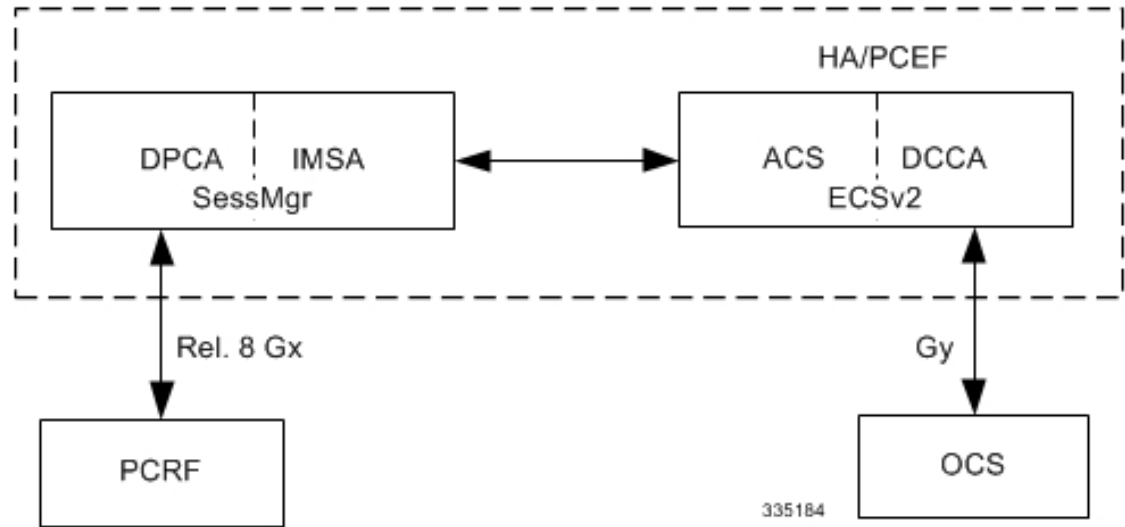 HA/PCEF
DPCA IMSA
SessMgr
ACS DCCA
ECSv2
Rel. 8 Gx
Gy
PCRF
OCS
335184